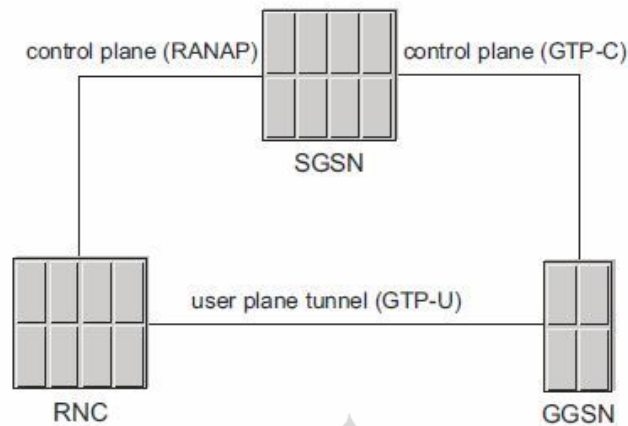 control plane (RANAP)
control plane (GTP-C)
SGSN
user plane tunnel (GTP-U)
RNC
GGSN